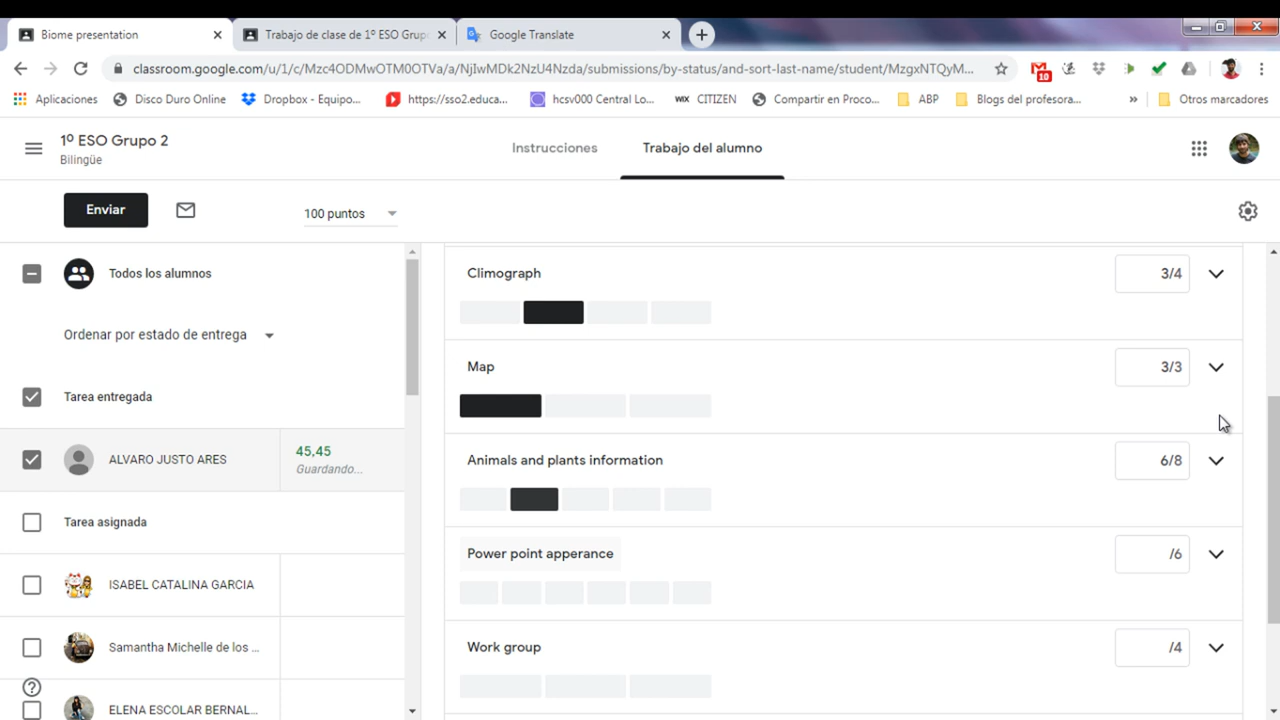 Biome presentation
Trabajo de clase de 1º ESO Grup
gle Translate
classroom.google.com/u/1/c/Mzc4ODMwOTM0OTVa/a/NjIwMDk2NzU4Nzda/submissions/by-status/and-sort-last-name/student/MzgxNTQyM...
10
Aplicaciones
Disco Duro Online
Dropbox - Equipo...
https://sso2.educa...
hcsv000 Central Lo...
WIX CITIZEN
Compartir en Proco...
ABP
Blogs del profesora...
»
Otros marcadores
1º ESO Grupo 2
Bilingüe
Instrucciones
Trabajo del alumno
Enviar
100 puntos
Todos los alumnos
Ordenar por estado de entrega
Tarea entregada
ALVARO JUSTO ARES
45,45
Guardando...
Tarea asignada
ISABEL CATALINA GARCIA
Samantha Michelle de los ...
ELENA ESCOLAR BERNAL...
Climograph
3/4
Map
3/3
Animals and plants information
6/8
Power point apperance
/6
Work group
/4